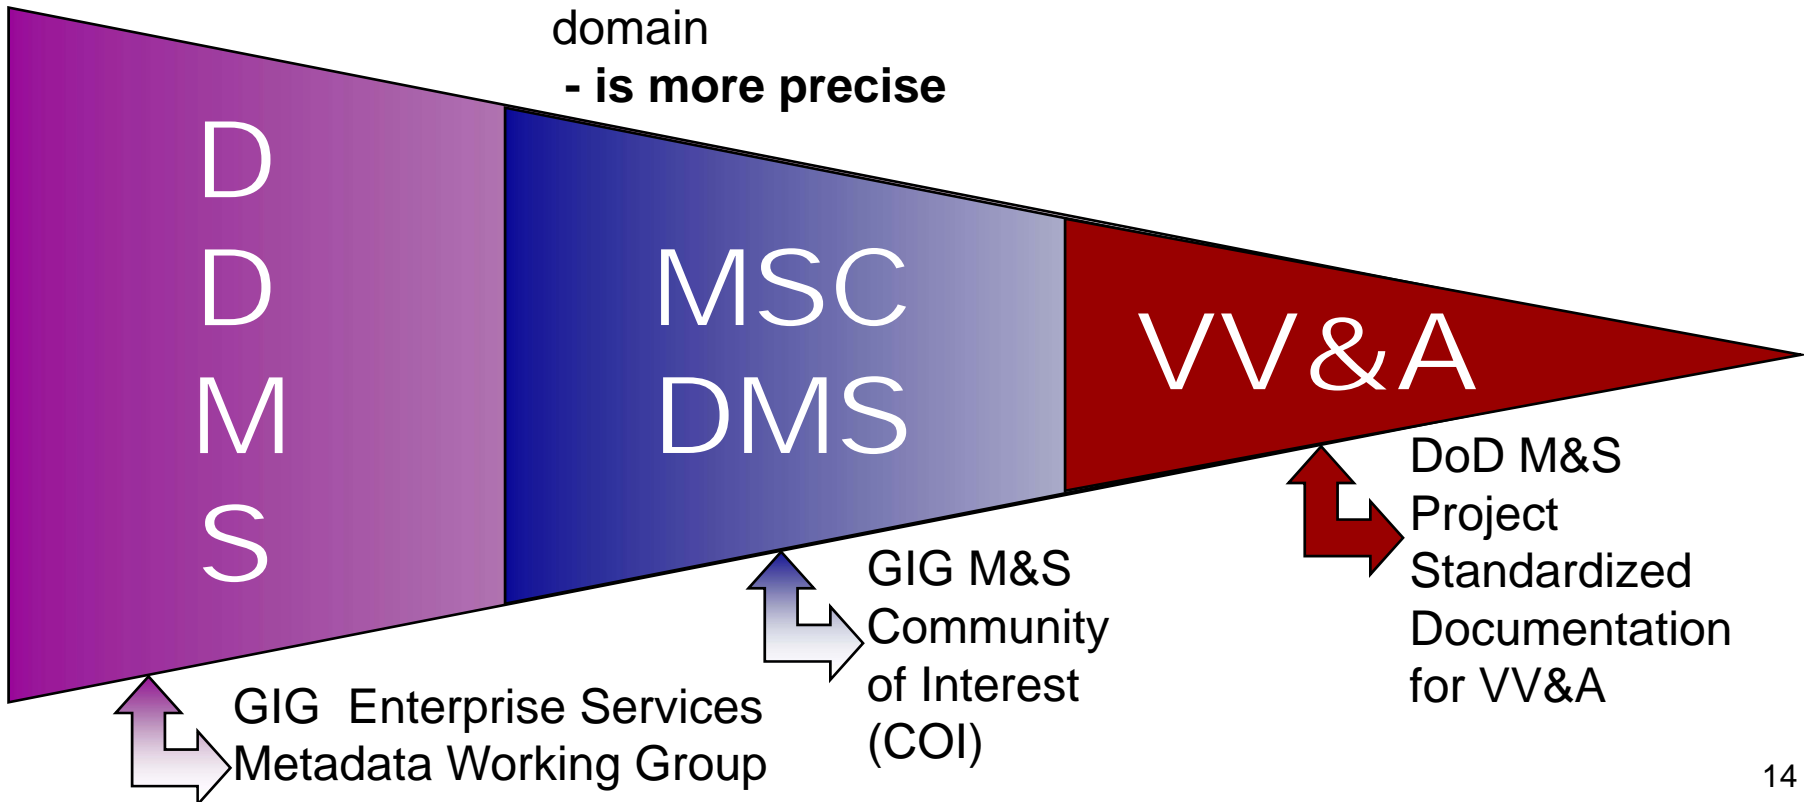 domain
- is more precise
D
D
M
S
MSC
DMS
VV&A
GIG Enterprise Services
Metadata Working Group
GIG M&S
Community
of Interest
(COI)
DoD M&S
Project
Standardized
Documentation
for VV&A
14